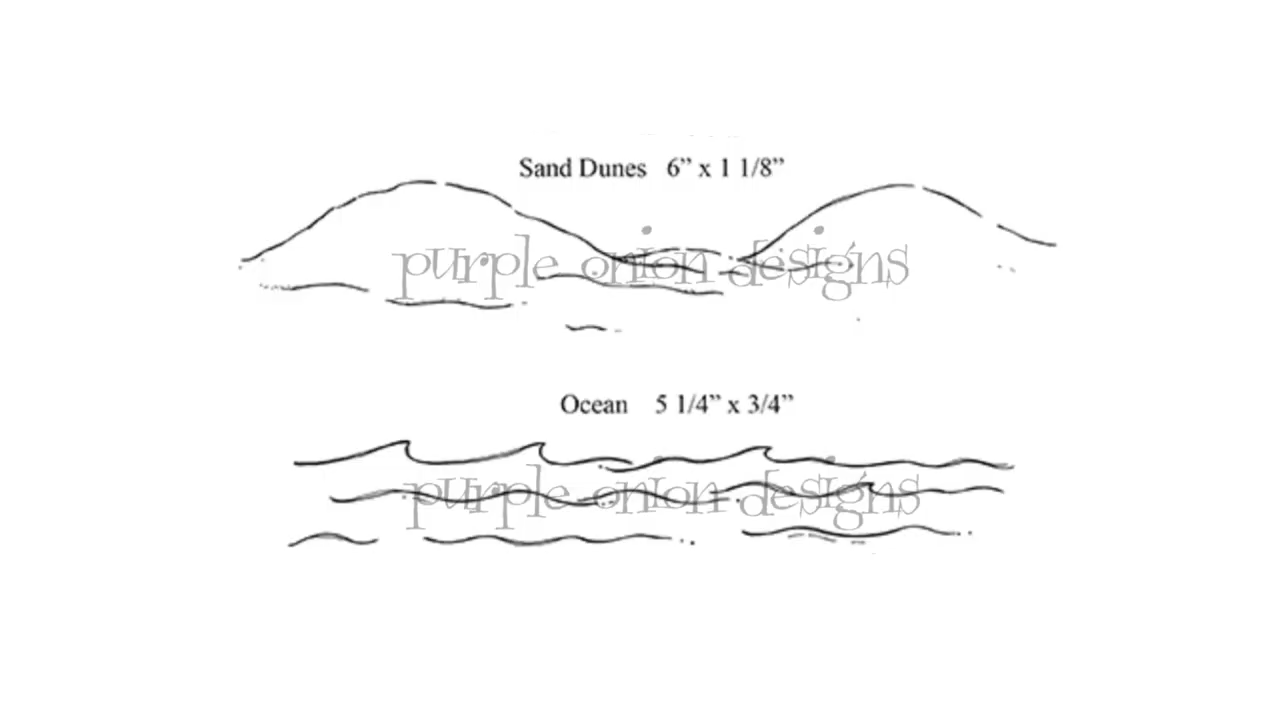 Sand Dunes 6” x 1 1/8”
purple onion designs
Ocean 5 1/4” x 3/4”
purple onion designs